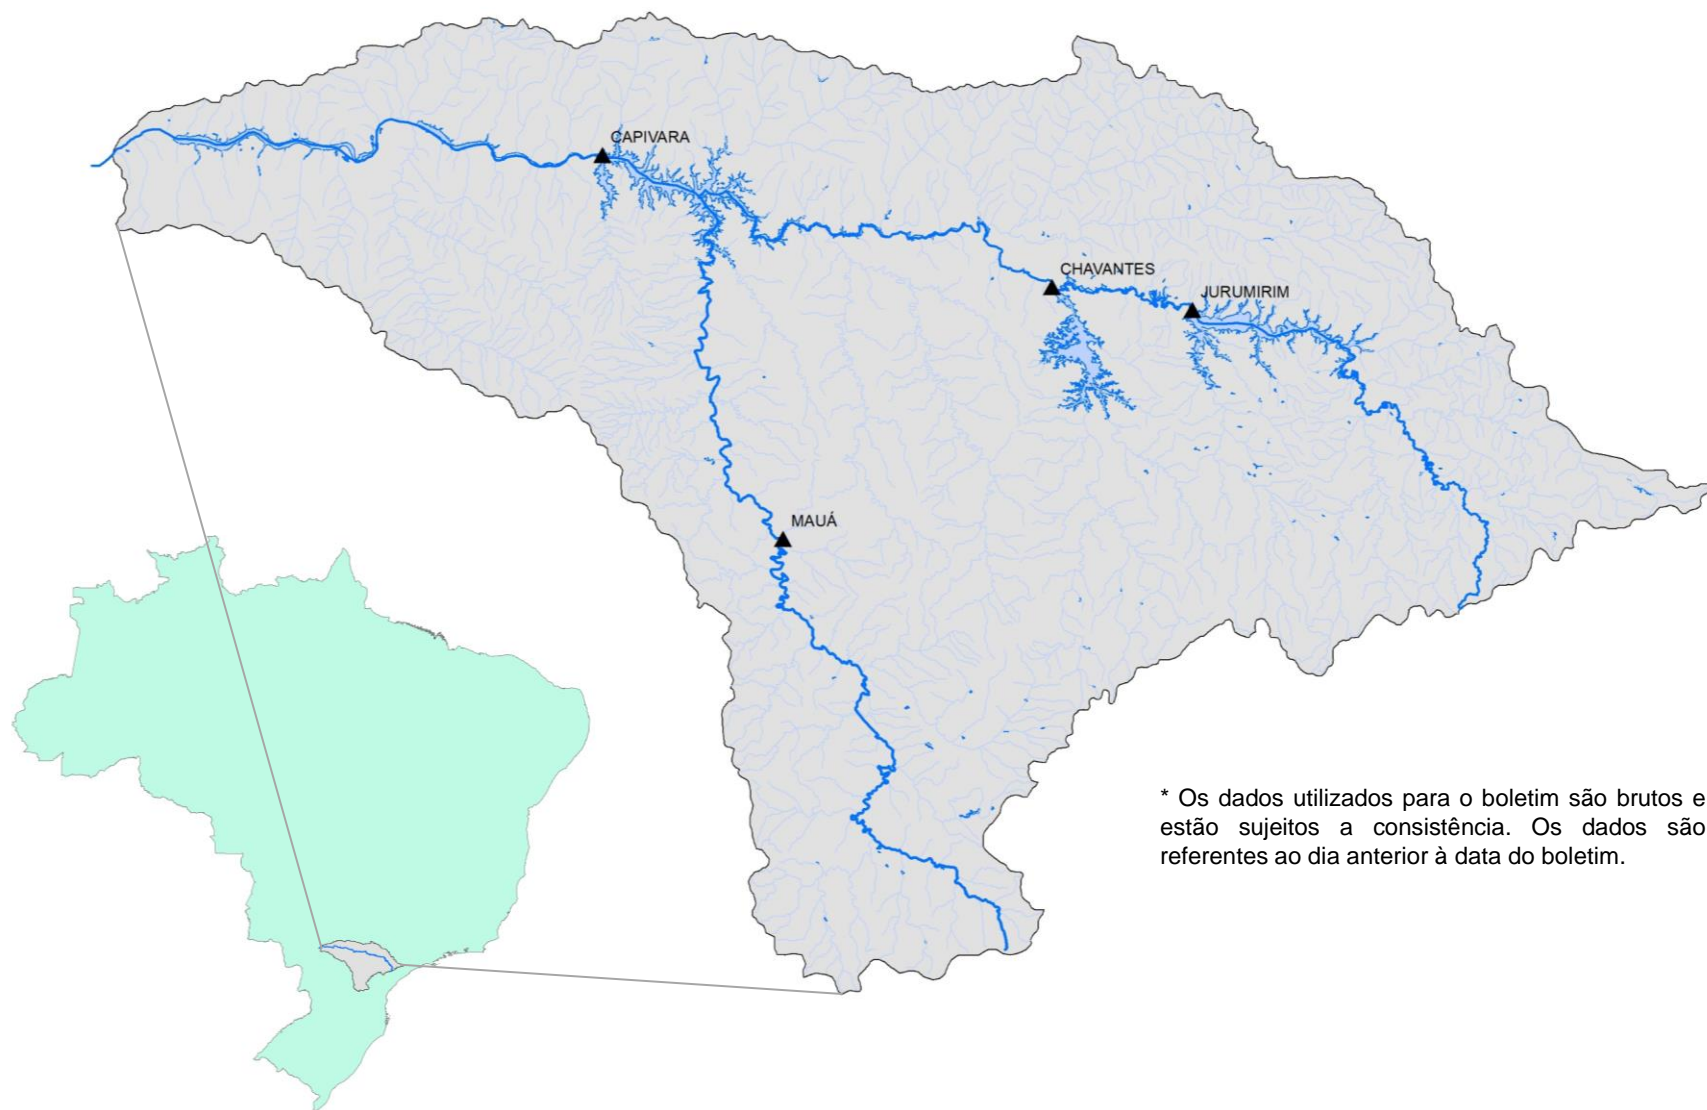 CAPIVARA
CHAVANTES
JURUMIRIM
MAUÁ
* Os dados utilizados para o boletim são brutos e
estão sujeitos a consistência. Os dados são
referentes ao dia anterior à data do boletim.